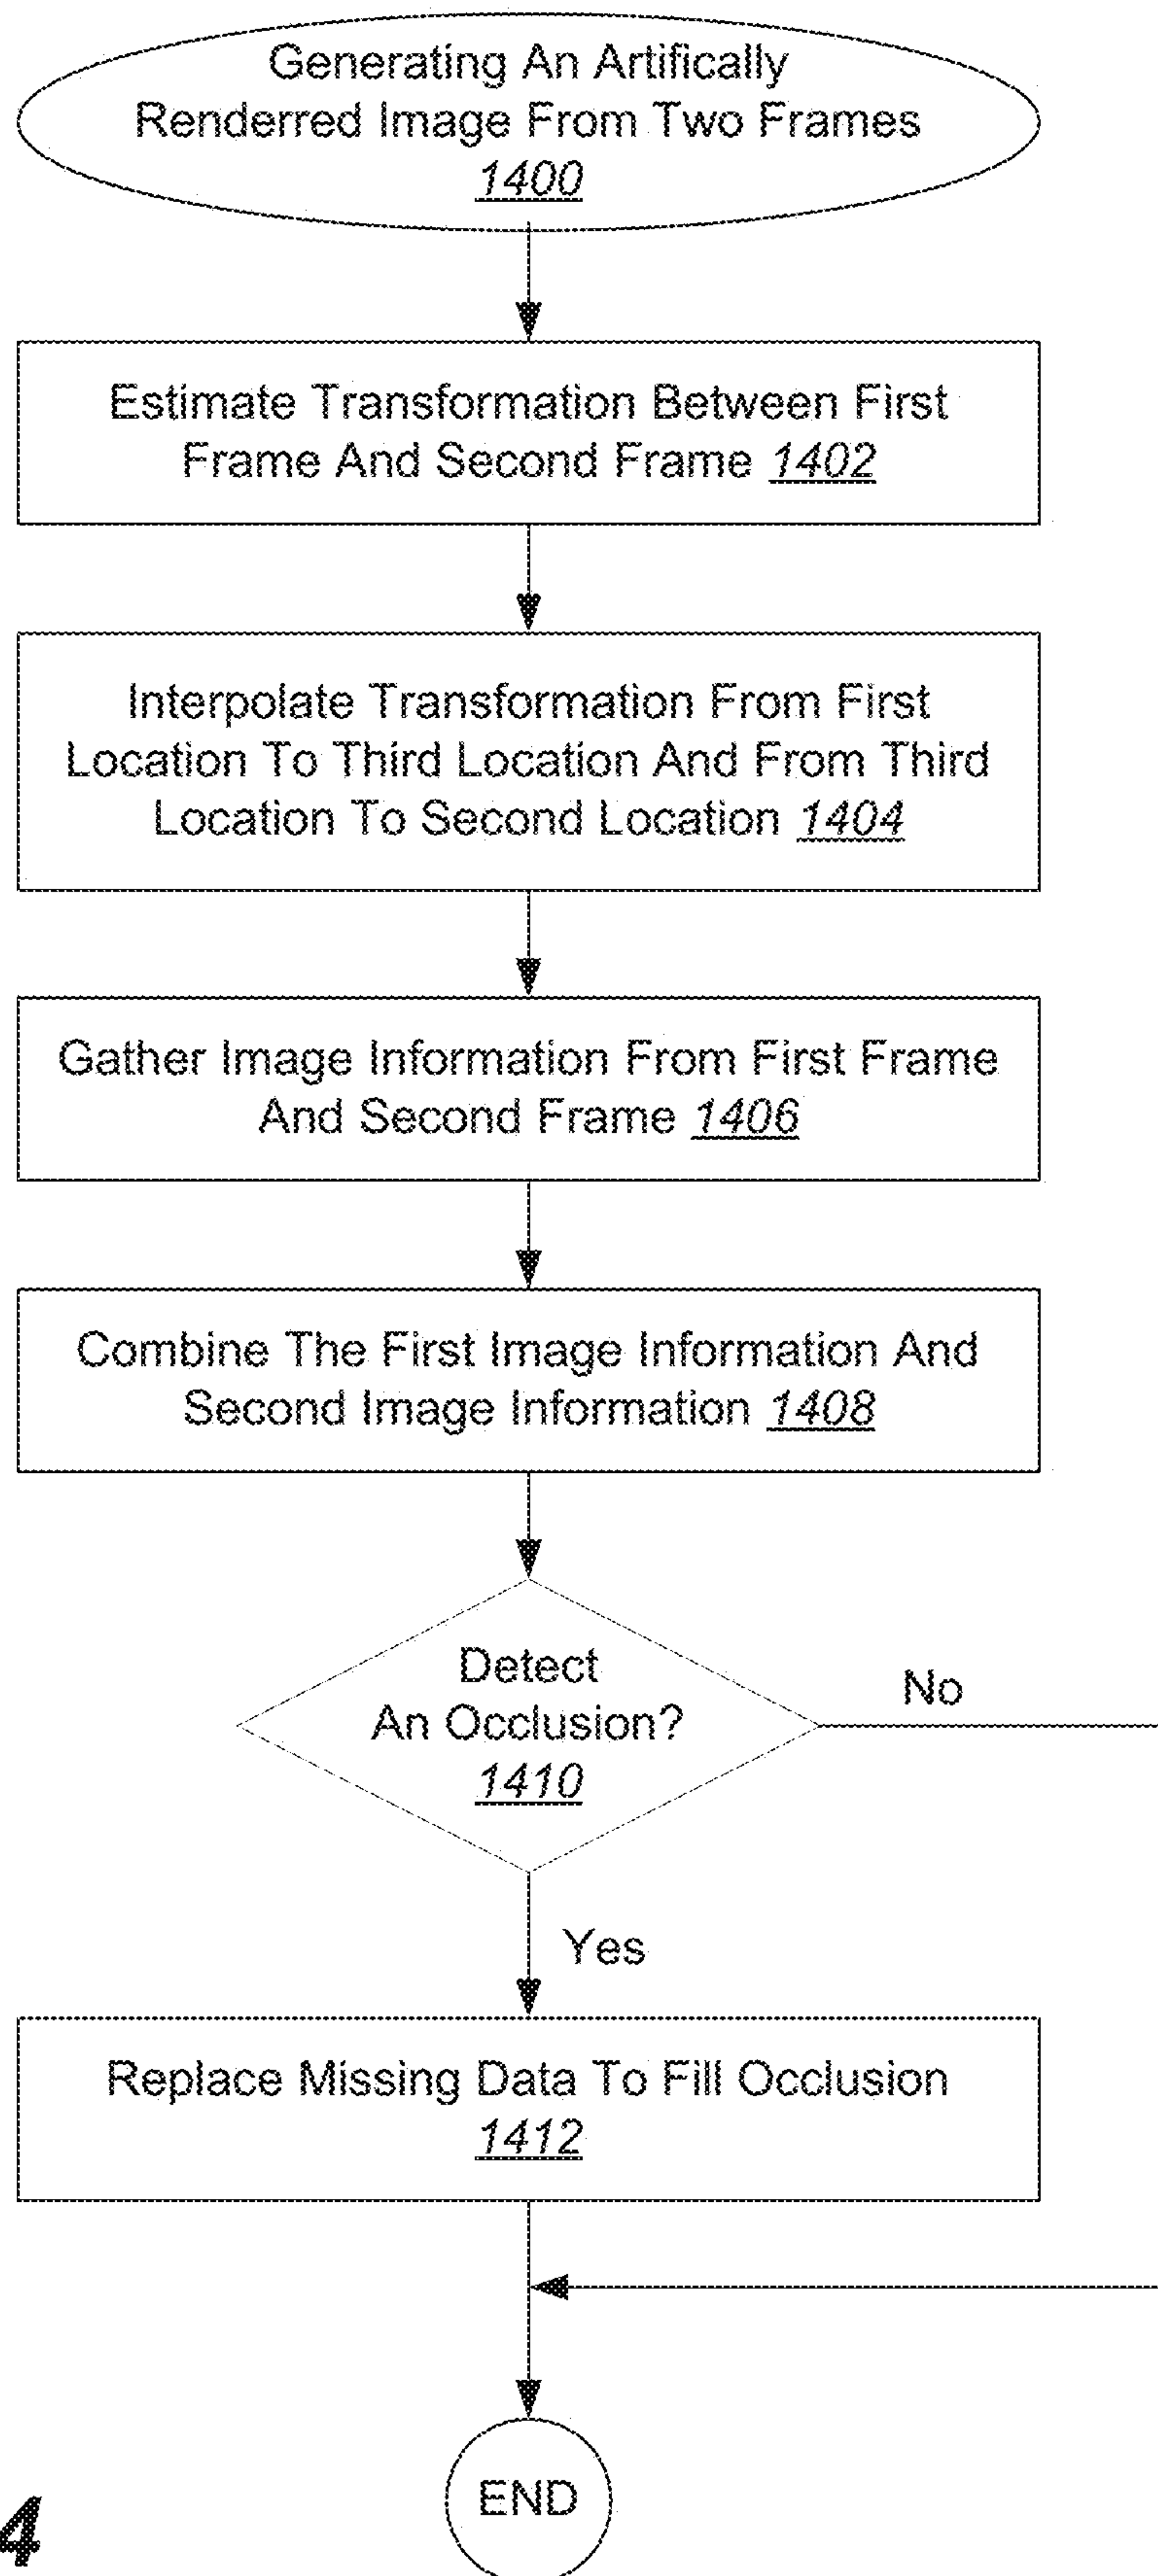 Generating An Artifically
Renderred Image From Two Frames
1400
Estimate Transformation Between First
Frame And Second Frame 1402
Interpolate Transformation From First
Location To Third Location And From Third
Location To Second Location 1404
Gather Image Information From First Frame
And Second Frame 1406
Combine The First Image Information And
Second Image Information 1408
Detect
An Occlusion?
1410
No
Yes
Replace Missing Data To Fill Occlusion
1412
END
4